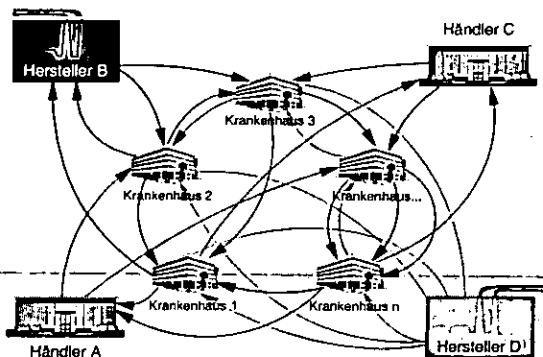 Händler C
Hersteller B
Krankenhaus 3
Krankenhaus 2
Krankenhaus...
Krankenhaus 1
Krankenhaus n
Händler A
Hersteller D